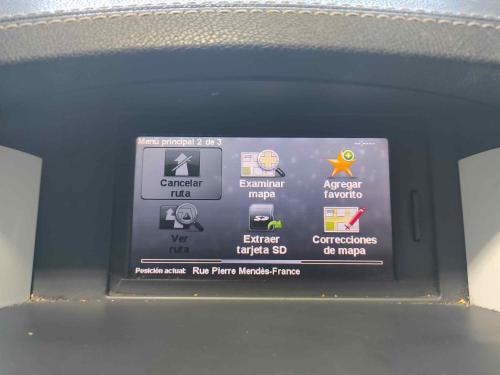 Menú principal 2 de 3
Cancelar
ruta
Examinar
mapa
Agregar
favorito
Ver
ruta
Extraer
tarjeta SD
Correcciones
de mapa
Posición actual: Rue Pierre Mendès-France